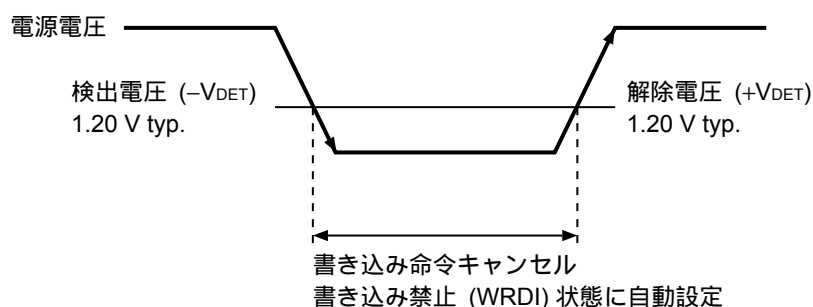 電源電圧
検出電圧 (−VDET)
1.20 V typ.
解除電圧 (+VDET)
1.20 V typ.
書き込み命令キャンセル
書き込み禁止 (WRDI) 状態に自動設定